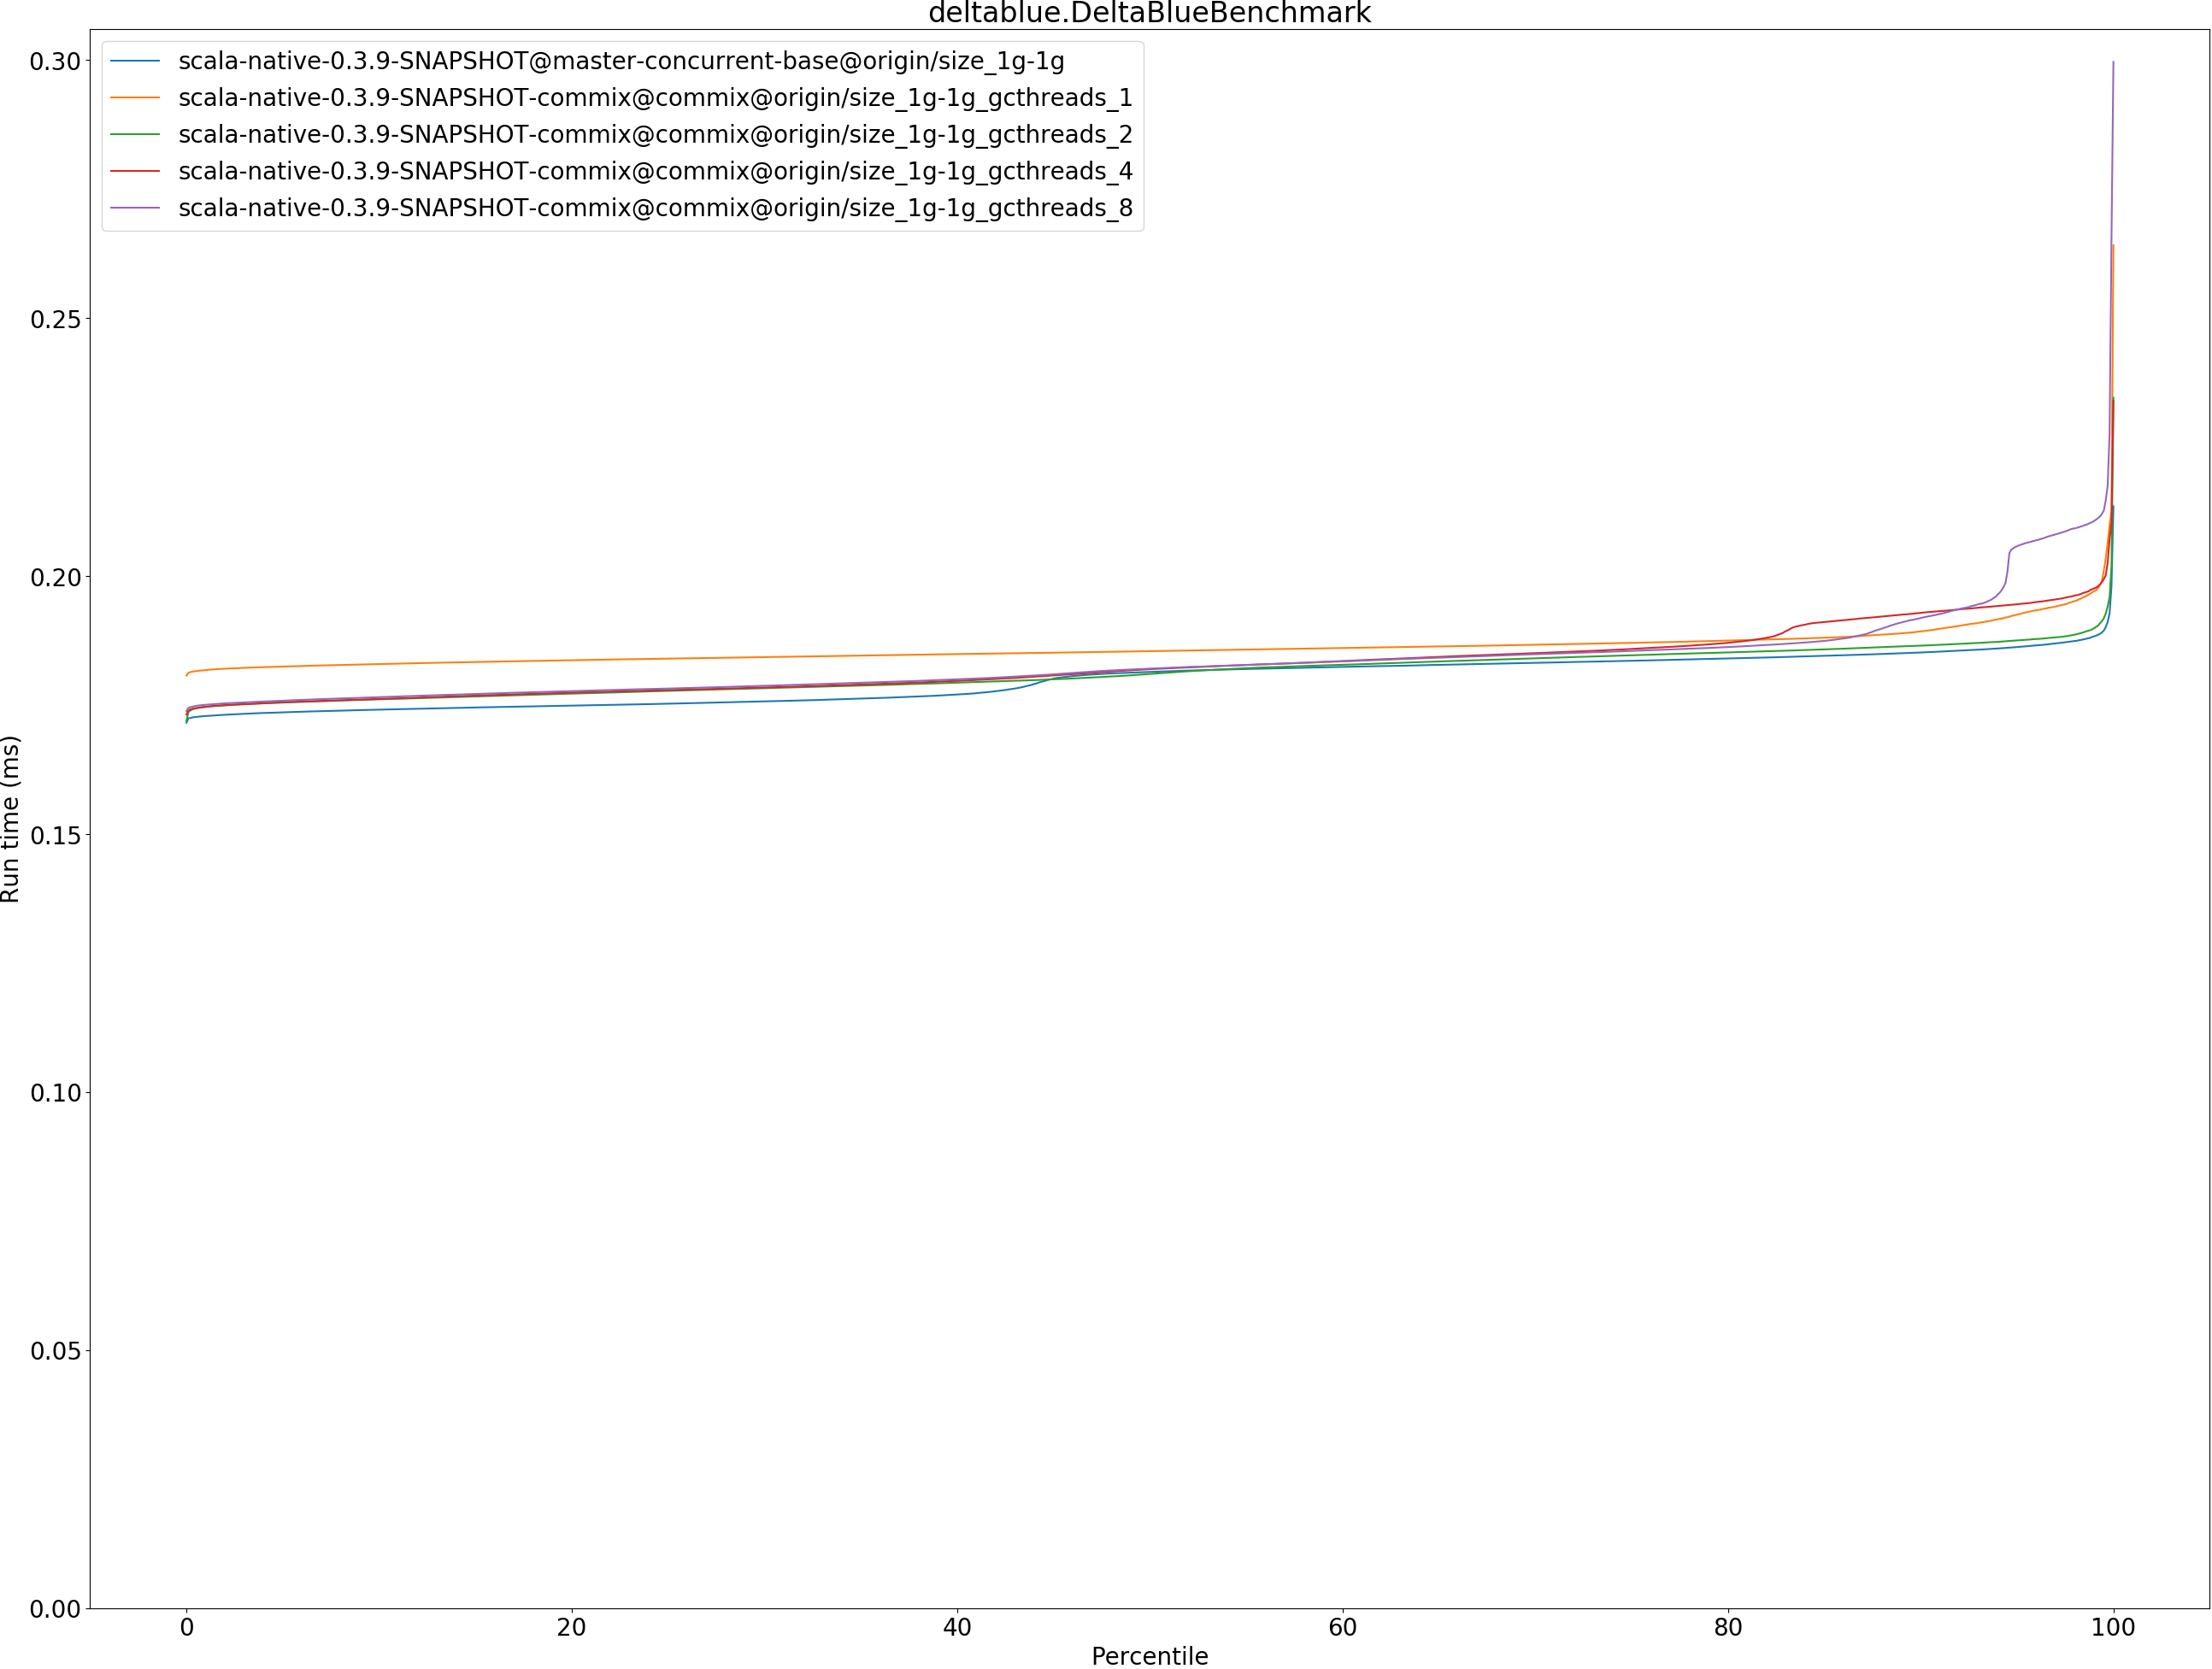 deltablue.DeltaBlueBenchmark
scala-native-0.3.9-SNAPSHOT@master-concurrent-base@origin/size_1g-1g
scala-native-0.3.9-SNAPSHOT-commix@commix@origin/size_1g-1g_gcthreads_1
scala-native-0.3.9-SNAPSHOT-commix@commix@origin/size_1g-1g_gcthreads_2
scala-native-0.3.9-SNAPSHOT-commix@commix@origin/size_1g-1g_gcthreads_4
scala-native-0.3.9-SNAPSHOT-commix@commix@origin/size_1g-1g_gcthreads_8
0.30
0.25
0.20
0.15
0.10
0.05
0.00
Run time (ms)
0 20 40 60 80 100
Percentile